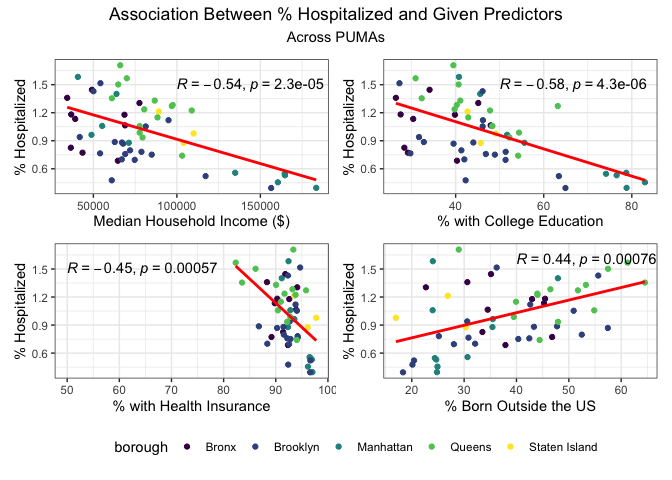 Association Between % Hospitalized and Given Predictors
Across PUMAs
% Hospitalized
1.5
1.2
0.9
0.6
R = −0.54, p = 2.3e-05
50000 100000 150000
Median Household Income ($)
% Hospitalized
1.5
1.2
0.9
0.6
R = −0.58, p = 4.3e-06
40 60 80
% with College Education
% Hospitalized
1.5
1.2
0.9
0.6
R = −0.45, p = 0.00057
50 60 70 80 90 100
% with Health Insurance
% Hospitalized
1.5
1.2
0.9
0.6
R = 0.44, p = 0.00076
20 30 40 50 60
% Born Outside the US
borough Bronx Brooklyn Manhattan Queens Staten Island